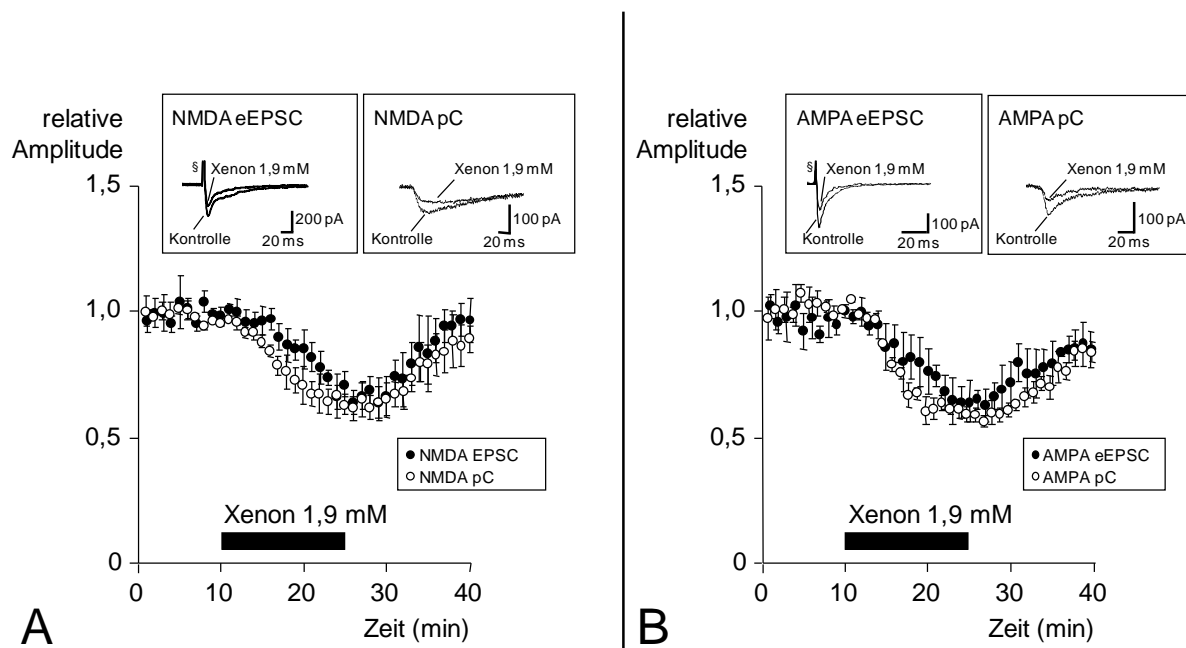 relative
Amplitude
NMDA eEPSC
§
Xenon 1,9 mM
Kontrolle
200 pA
20 ms
NMDA pC
Xenon 1,9 mM
Kontrolle
100 pA
20 ms
1,5
1,0
0,5
0
NMDA EPSC
NMDA pC
Xenon 1,9 mM
0 10 20 30 40
Zeit (min)
A
relative
Amplitude
AMPA eEPSC
§
Xenon 1,9 mM
Kontrolle
100 pA
20 ms
AMPA pC
Xenon 1,9 mM
Kontrolle
100 pA
20 ms
1,5
1,0
0,5
0
AMPA eEPSC
AMPA pC
Xenon 1,9 mM
0 10 20 30 40
Zeit (min)
B